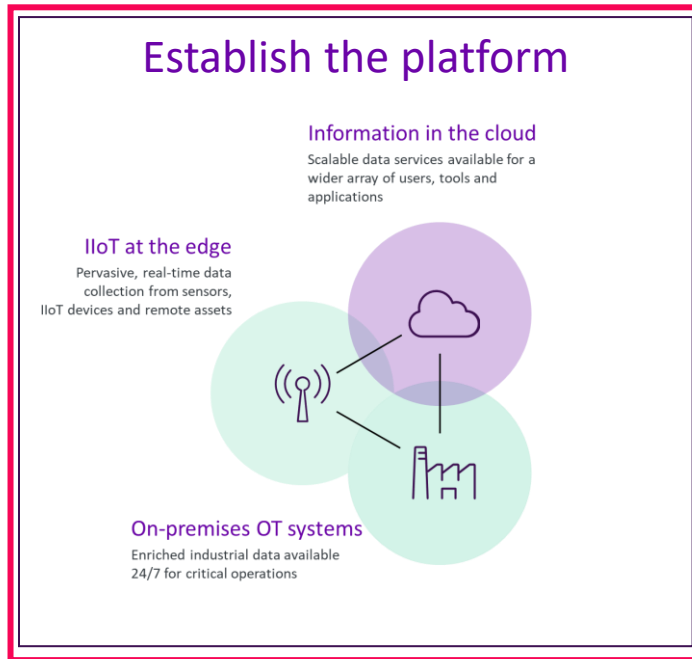 Establish the platform
Information in the cloud
Scalable data services available for a
wider array of users, tools and
applications
IIoT at the edge
Pervasive, real-time data
collection from sensors,
IIoT devices and remote assets
On-premises OT systems
Enriched industrial data available
24/7 for critical operations